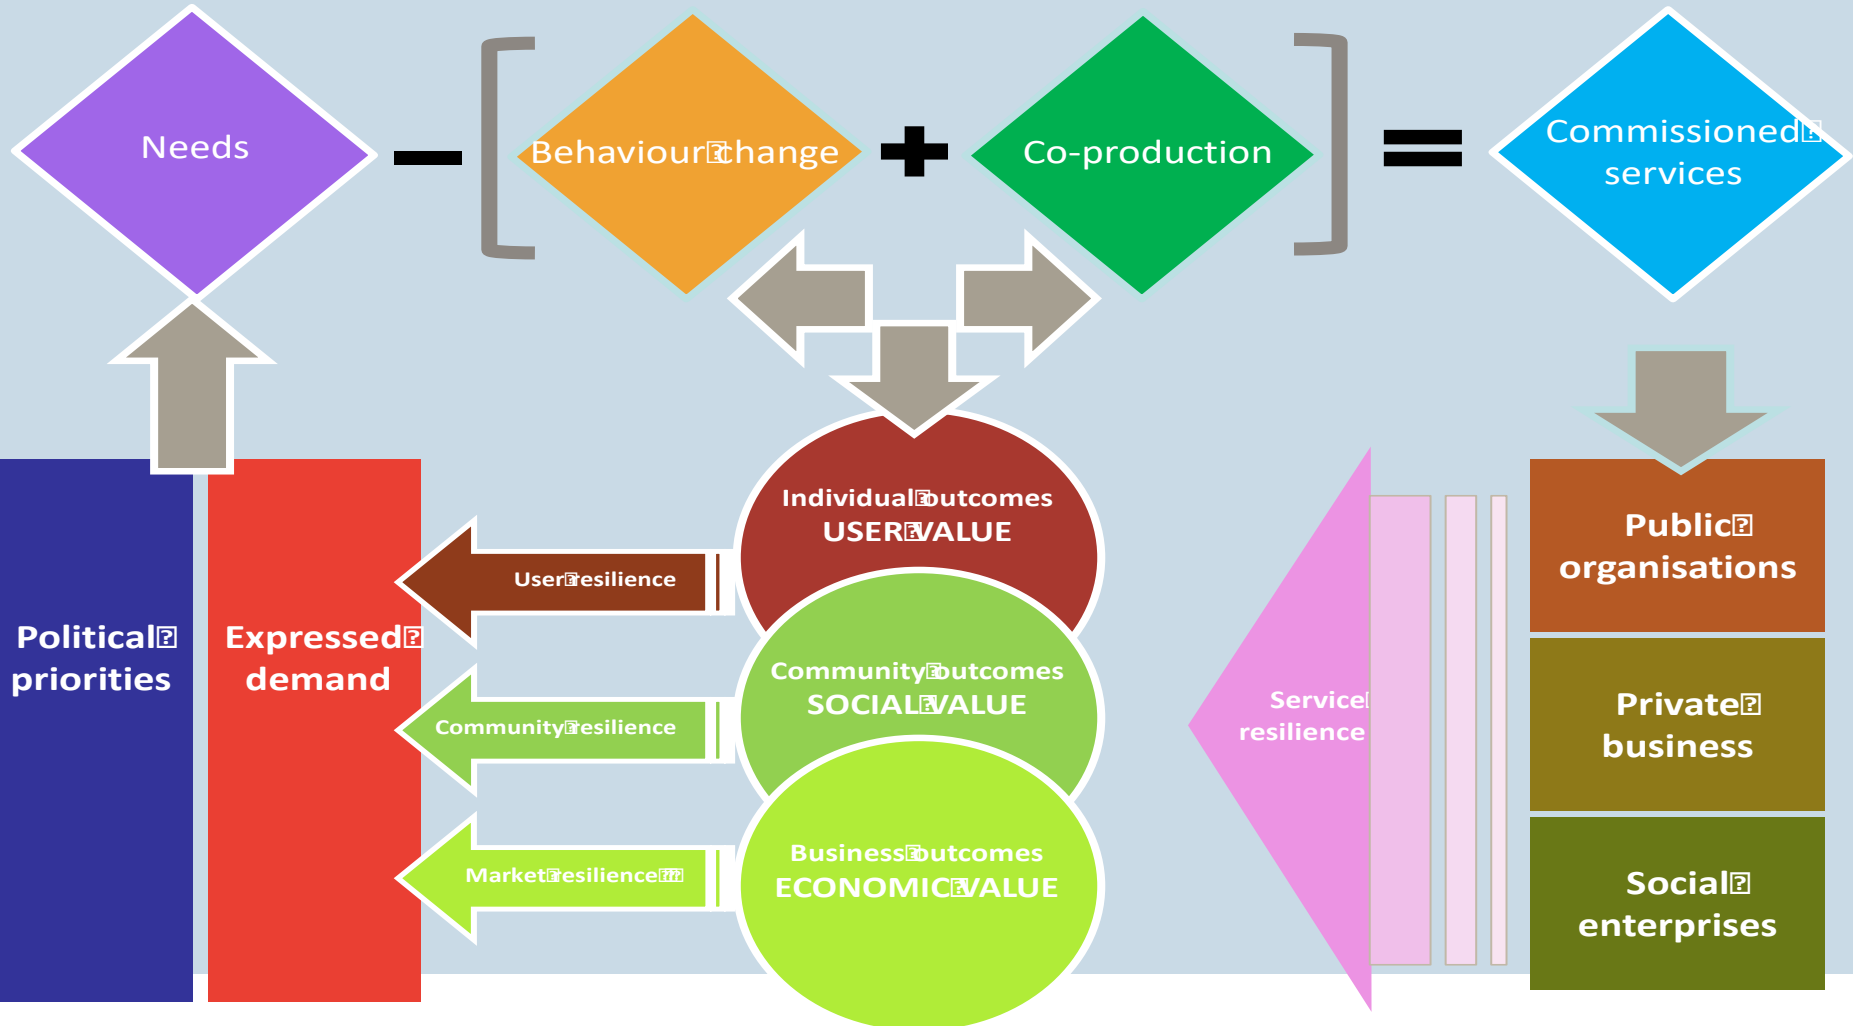 Needs
−
[
Behaviour change
+
Co-production
]
=
Commissioned
services
Political
priorities
Expressed
demand
Individual outcomes
USER VALUE
User resilience
Community outcomes
SOCIAL VALUE
Community resilience
Business outcomes
ECONOMIC VALUE
Market resilience
Service
resilience
Public
organisations
Private
business
Social
enterprises